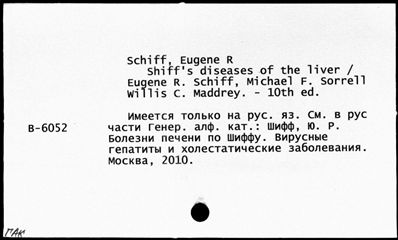 Schiff, Eugene R
Shiff's diseases of the liver /
Eugene R. Schiff, Michael F. Sorrell
Willis C. Maddrey. - 10th ed.
Имеется только на рус. яз. См. в рус
части Генер. алф. кат.: Шифф, Ю. Р.
Болезни печени по Шиффу. Вирусные
гепатиты и холестатические заболевания.
Москва, 2010.
В-6052
ГАК